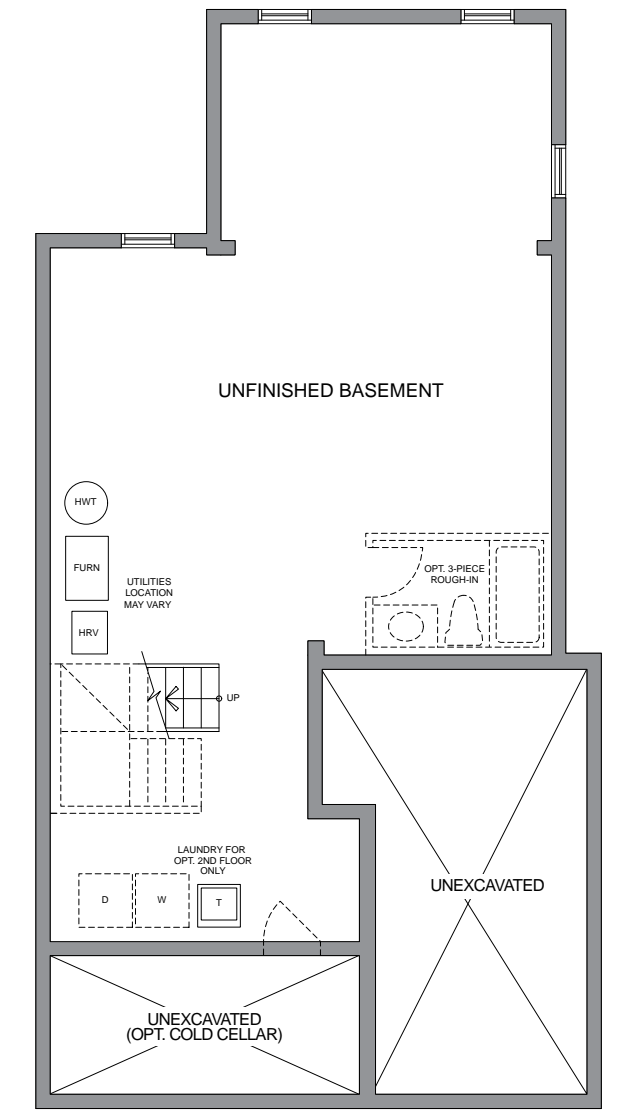 UNFINISHED BASEMENT
HWT
FURN
UTILITIES
LOCATION
MAY VARY
HRV
OPT. 3-PIECE
ROUGH-IN
UP
LAUNDRY FOR
OPT. 2ND FLOOR
ONLY
D
W
T
UNEXCAVATED
UNEXCAVATED
(OPT. COLD CELLAR)